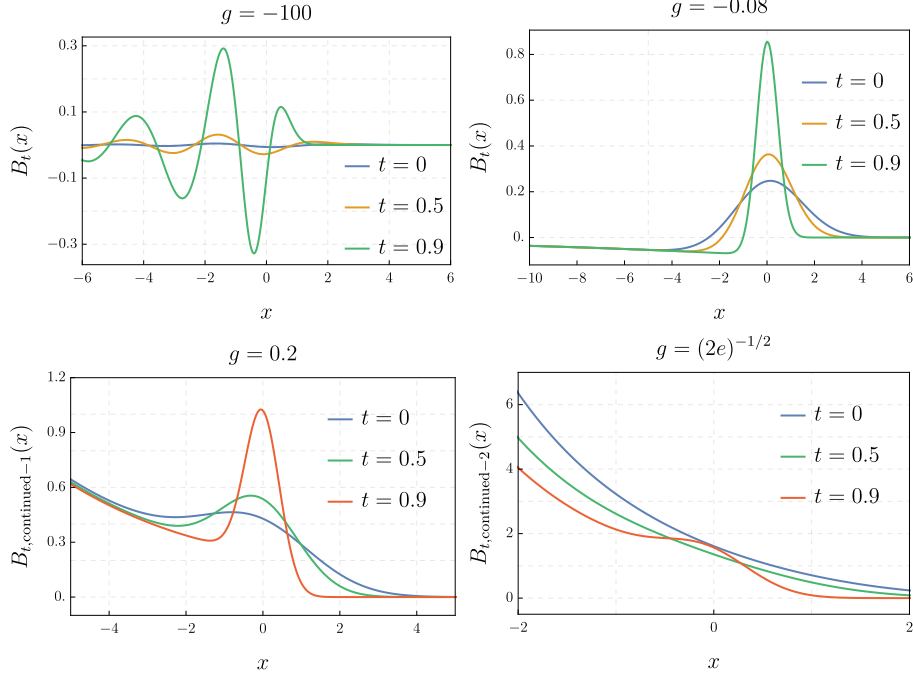 g = −100
0.3
0.1
−0.1
−0.3
B_t(x)
t = 0
t = 0.5
t = 0.9
−6 −4 −2 0 2 4 6
x
g = −0.08
0.8
0.6
0.4
0.2
0.
B_t(x)
t = 0
t = 0.5
t = 0.9
−10 −8 −6 −4 −2 0 2 4 6
x
g = 0.2
1.2
0.9
0.6
0.3
0.
B_{t,continued−1}(x)
t = 0
t = 0.5
t = 0.9
−4 −2 0 2 4
x
g = (2e)^{−1/2}
6
4
2
0
B_{t,continued−2}(x)
t = 0
t = 0.5
t = 0.9
−2 0 2
x